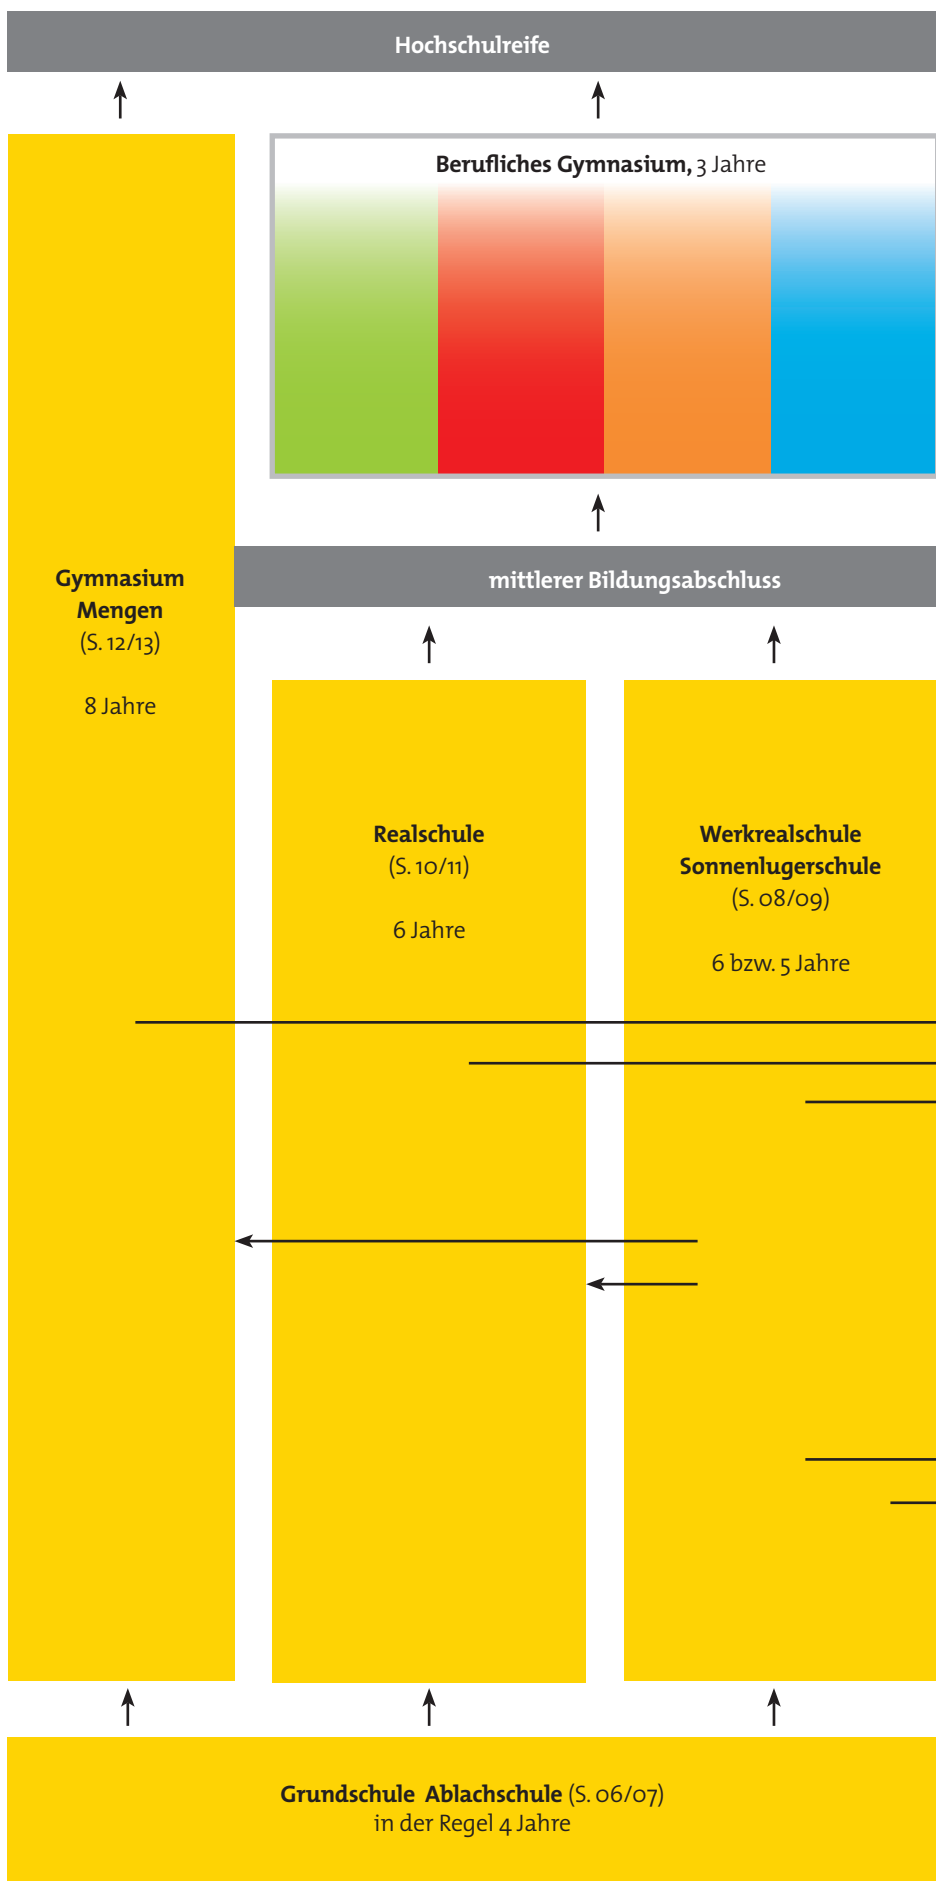 Hochschulreife
Berufliches Gymnasium, 3 Jahre
mittlerer Bildungsabschluss
Gymnasium
Mengen
(S. 12/13)
8 Jahre
Realschule
(S. 10/11)
6 Jahre
Werkrealschule
Sonnenlugerschule
(S. 08/09)
6 bzw. 5 Jahre
Grundschule Ablachschule (S. 06/07)
in der Regel 4 Jahre